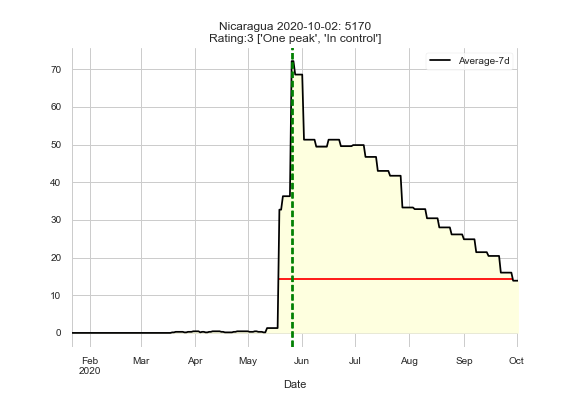 Nicaragua 2020-10-02: 5170
Rating:3 ['One peak', 'In control']
Average-7d
70
60
50
40
30
20
10
0
Feb Mar Apr May Jun Jul Aug Sep Oct
2020
Date